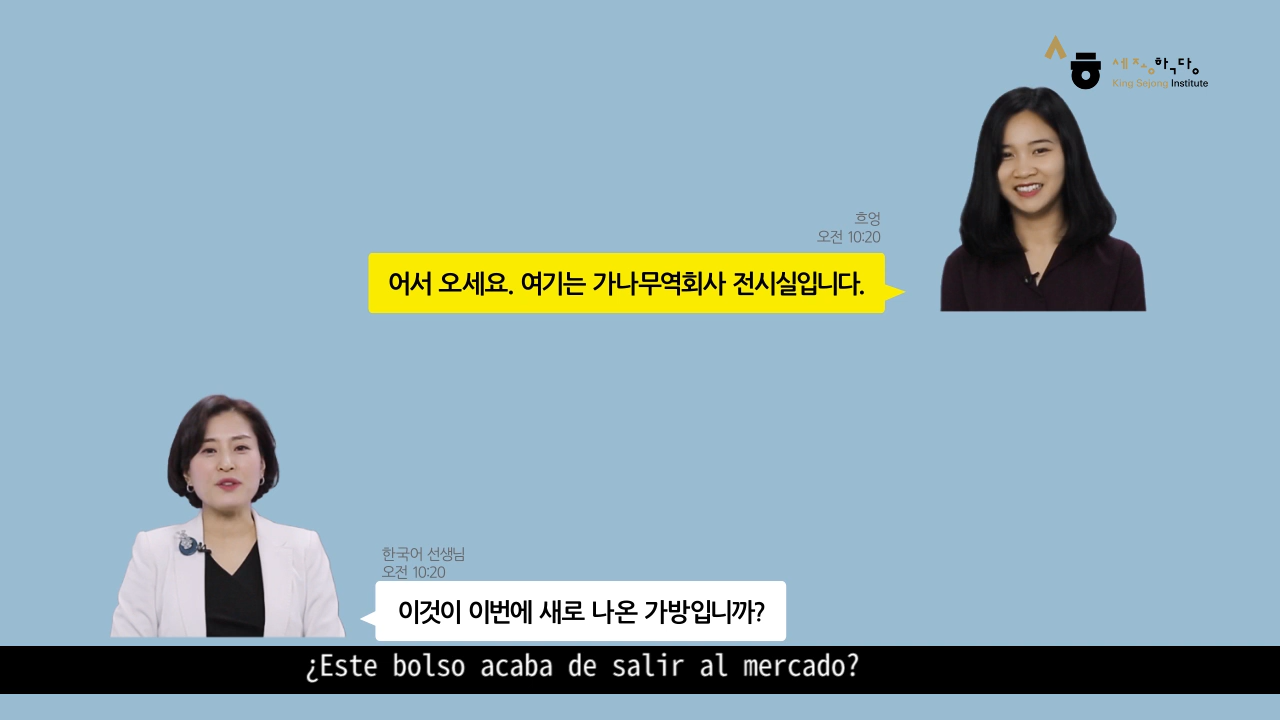 세종학당
King Sejong Institute
흐엉
오전 10:20
어서 오세요. 여기는 가나무역회사 전시실입니다.
한국어 선생님
오전 10:20
이것이 이번에 새로 나온 가방입니까?
¿Este bolso acaba de salir al mercado?